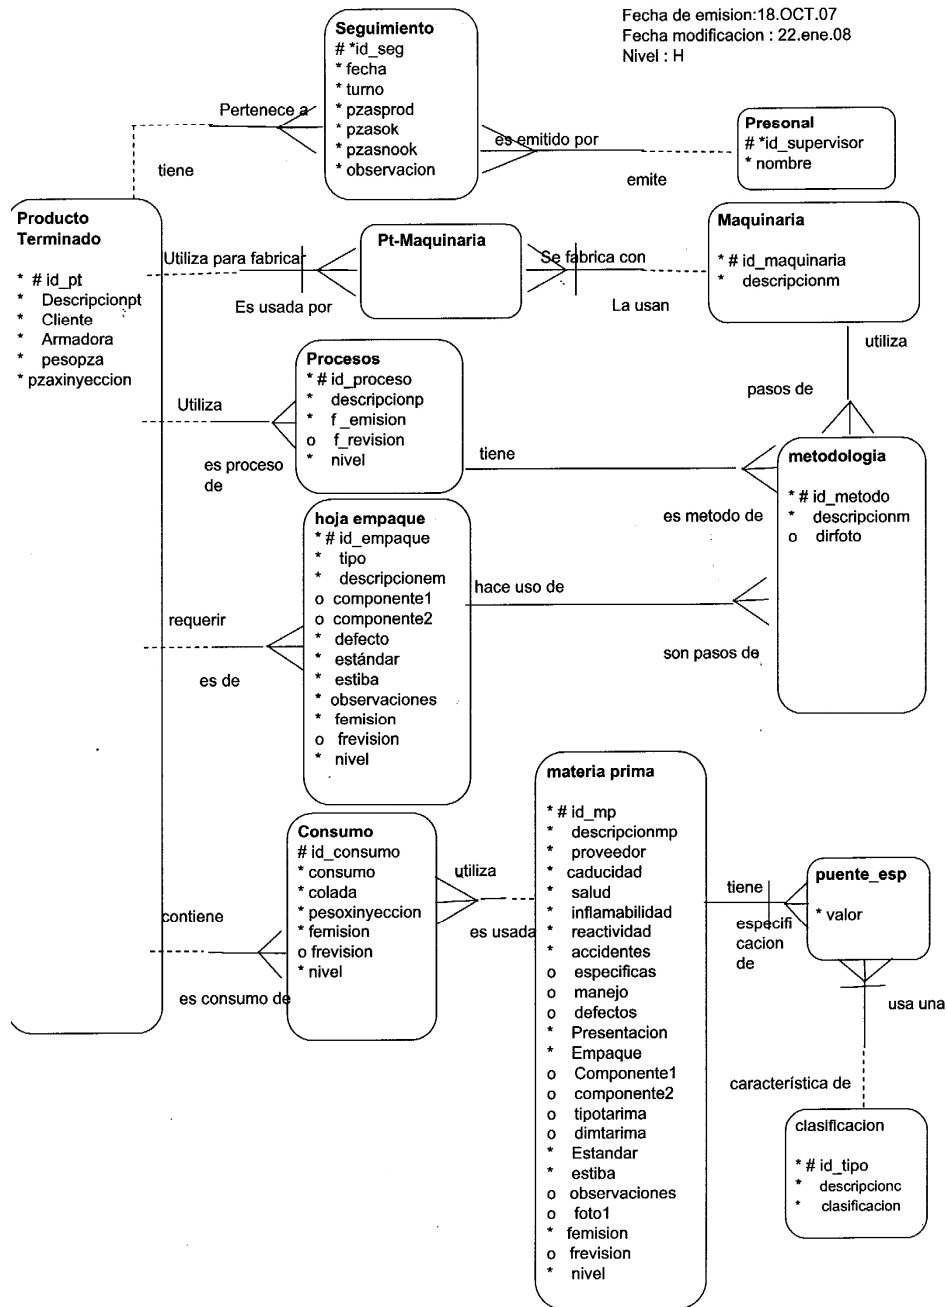 Fecha de emision:18.OCT.07
Fecha modificacion : 22.ene.08
Nivel : H
Seguimiento
# *id_seg
* fecha
* turno
* pzasprod
* pzasok
* pzasnook
* observacion
Pertenece a
tiene
es emitido por
emite
Presonal
# *id_supervisor
* nombre
Producto
Terminado
* # id_pt
* Descripcionpt
* Cliente
* Armadora
* pesopza
* pzaxinyeccion
Utiliza para fabricar
Es usada por
Pt-Maquinaria
Se fabrica con
La usan
Maquinaria
* # id_maquinaria
* descripcionm
utiliza
pasos de
Utiliza
es proceso
de
Procesos
* # id_proceso
* descripcionp
* f_emision
o f_revision
* nivel
tiene
es metodo de
metodologia
* # id_metodo
* descripcionm
o dirfoto
requerir
es de
hoja empaque
* # id_empaque
* tipo
* descripcionem
o componente1
o componente2
* defecto
* estándar
* estiba
* observaciones
* femision
o frevision
* nivel
hace uso de
son pasos de
contiene
es consumo de
Consumo
# id_consumo
* consumo
* colada
* pesoxinyeccion
* femision
o frevision
* nivel
utiliza
es usada
materia prima
* # id_mp
* descripcionmp
* proveedor
* caducidad
* salud
* inflamabilidad
* reactividad
* accidentes
o especificas
o manejo
o defectos
* Presentacion
* Empaque
o Componente1
o componente2
o tipotarima
o dimtarima
* Estandar
* estiba
o observaciones
o foto1
* femision
o frevision
* nivel
tiene
especifi
cacion
de
puente_esp
* valor
usa una
característica de
clasificacion
* # id_tipo
* descripcionc
* clasificacion